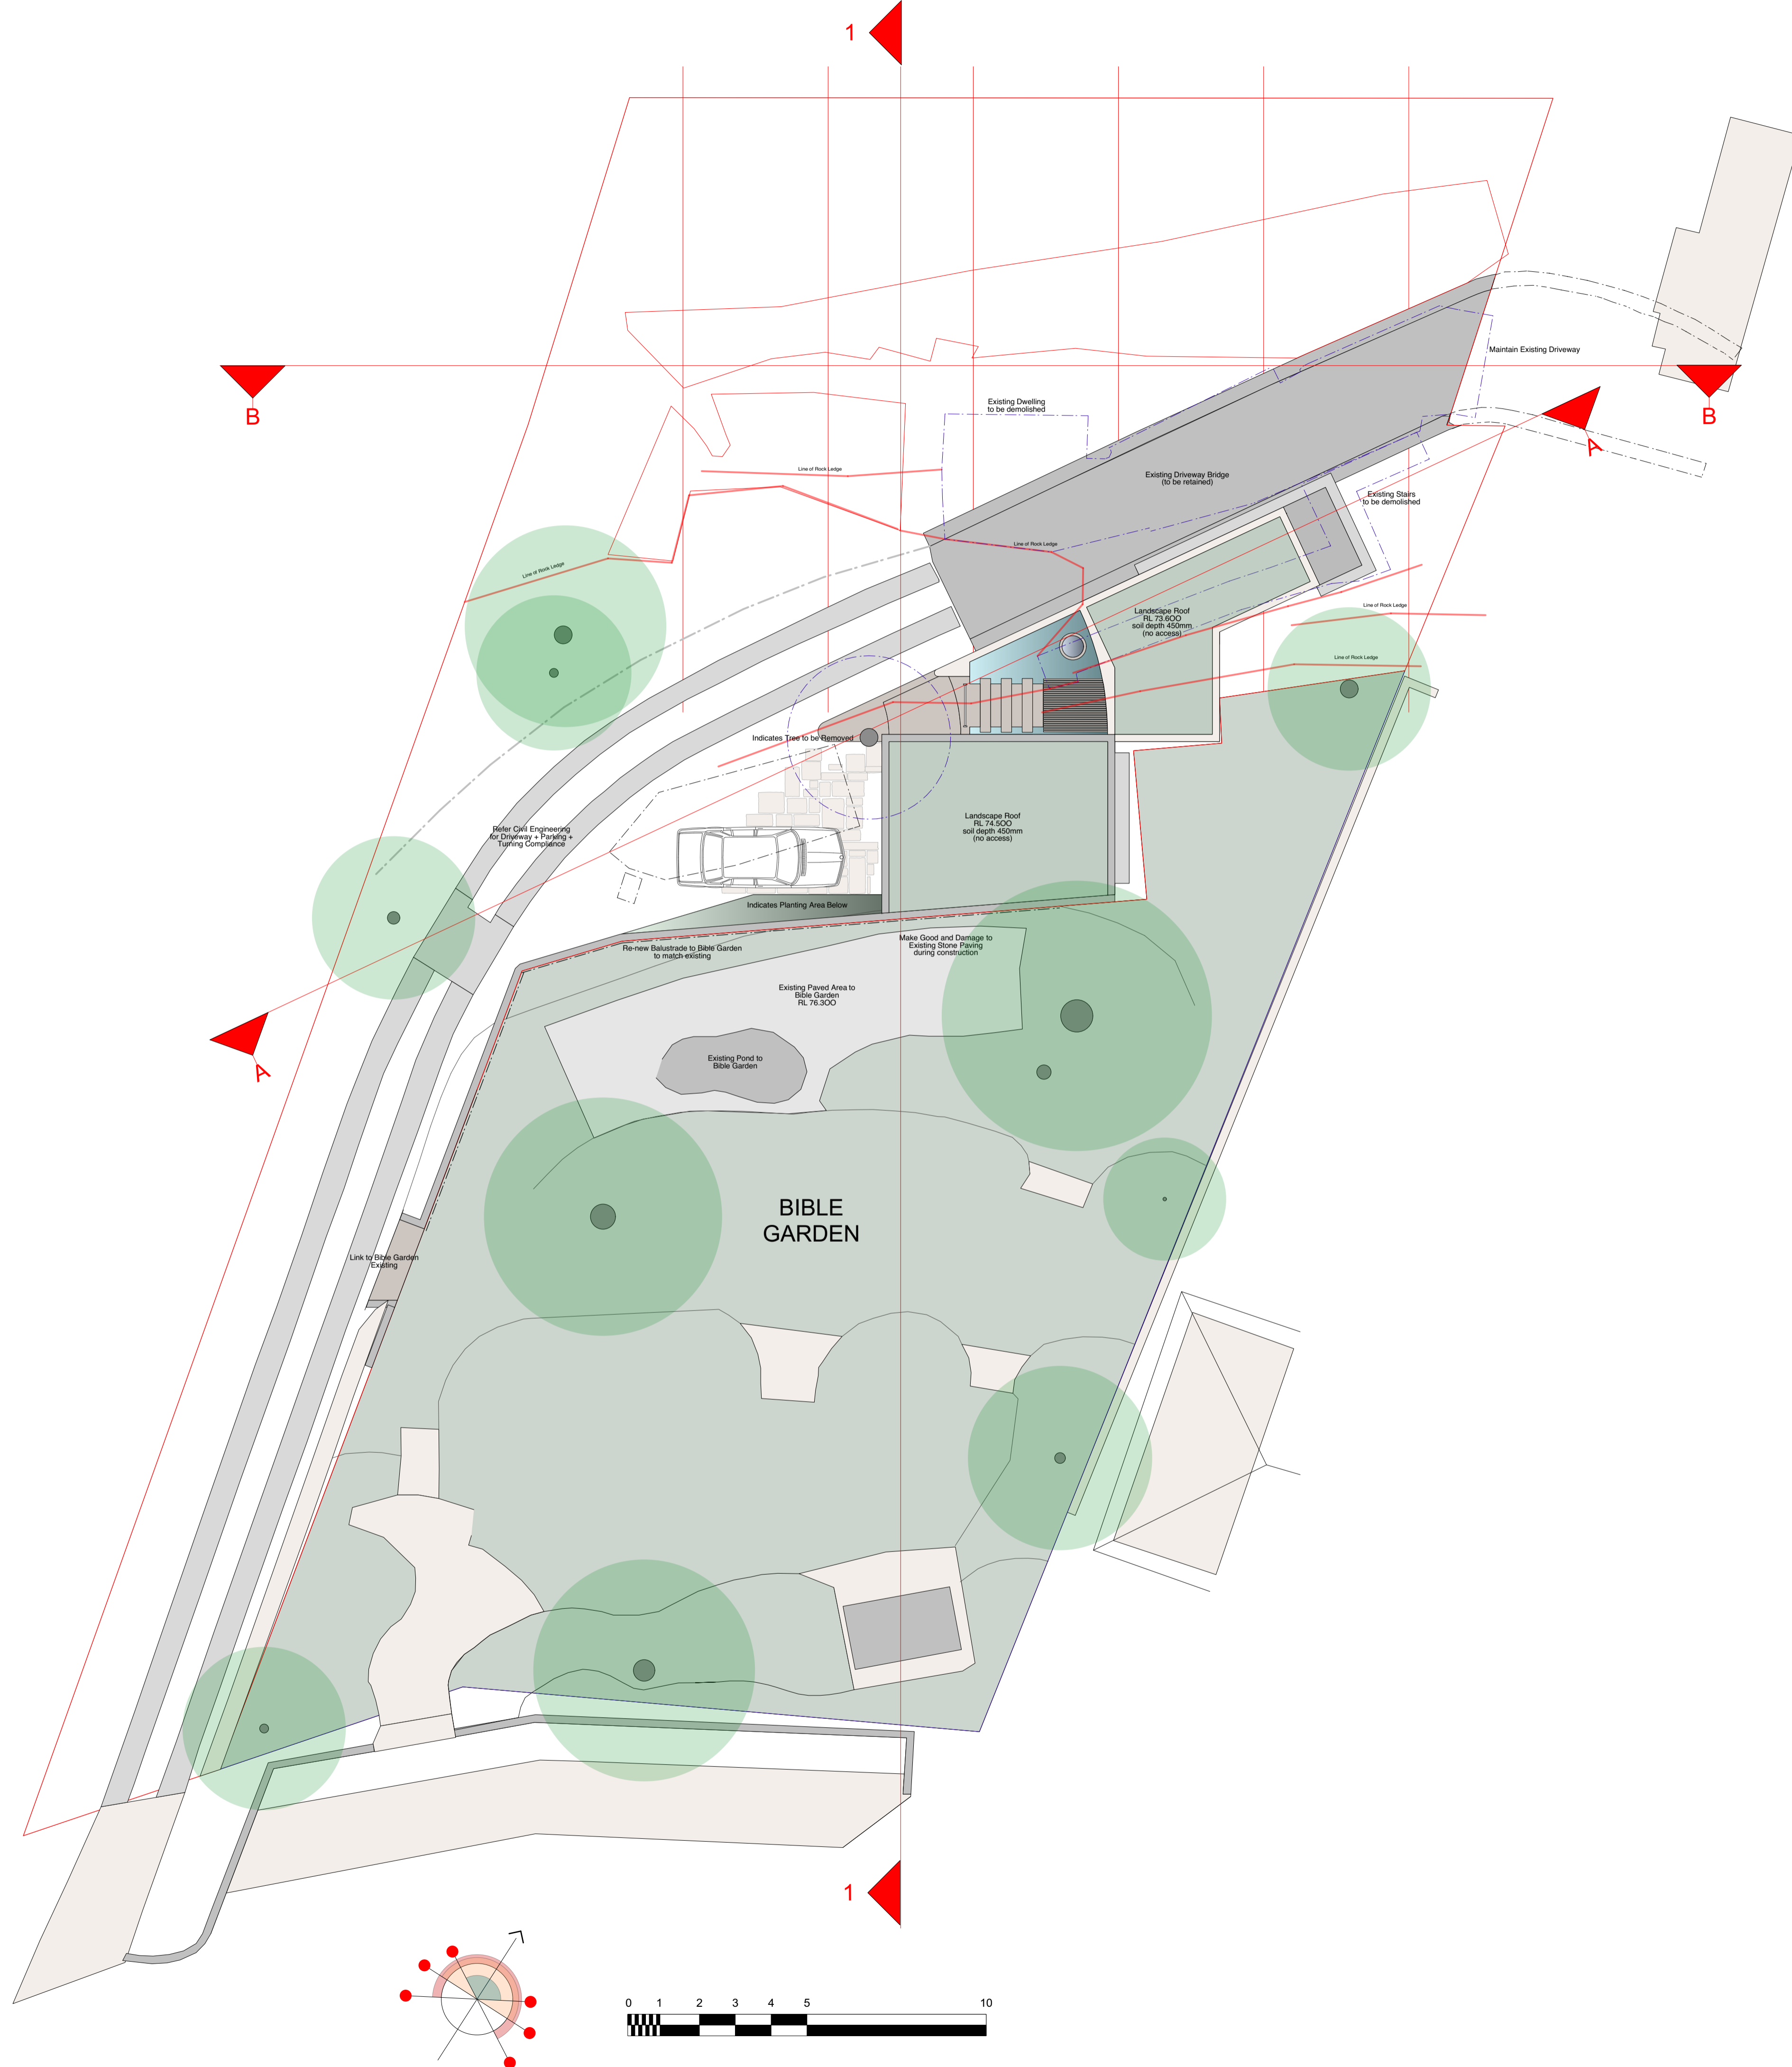 1
Maintain Existing Driveway
B
B
Existing Dwelling
to be demolished
A
Line of Rock Ledge
Existing Driveway Bridge
(to be retained)
Existing Stairs
to be demolished
Line of Rock Ledge
Line of Rock Ledge
Line of Rock Ledge
Landscape Roof
RL 73.6OO
soil depth 450mm
(no access)
Line of Rock Ledge
Indicates Tree to be Removed
Refer Civil Engineering
for Driveway + Parking +
Turning Compliance
Landscape Roof
RL 74.5OO
soil depth 450mm
(no access)
Indicates Planting Area Below
Re-new Balustrade to Bible Garden
to match existing
Make Good and Damage to
Existing Stone Paving
during construction
Existing Paved Area to
Bible Garden
RL 76.3OO
Existing Pond to
Bible Garden
A
BIBLE
GARDEN
Link to Bible Garden
Existing
1
0 1 2 3 4 5 10